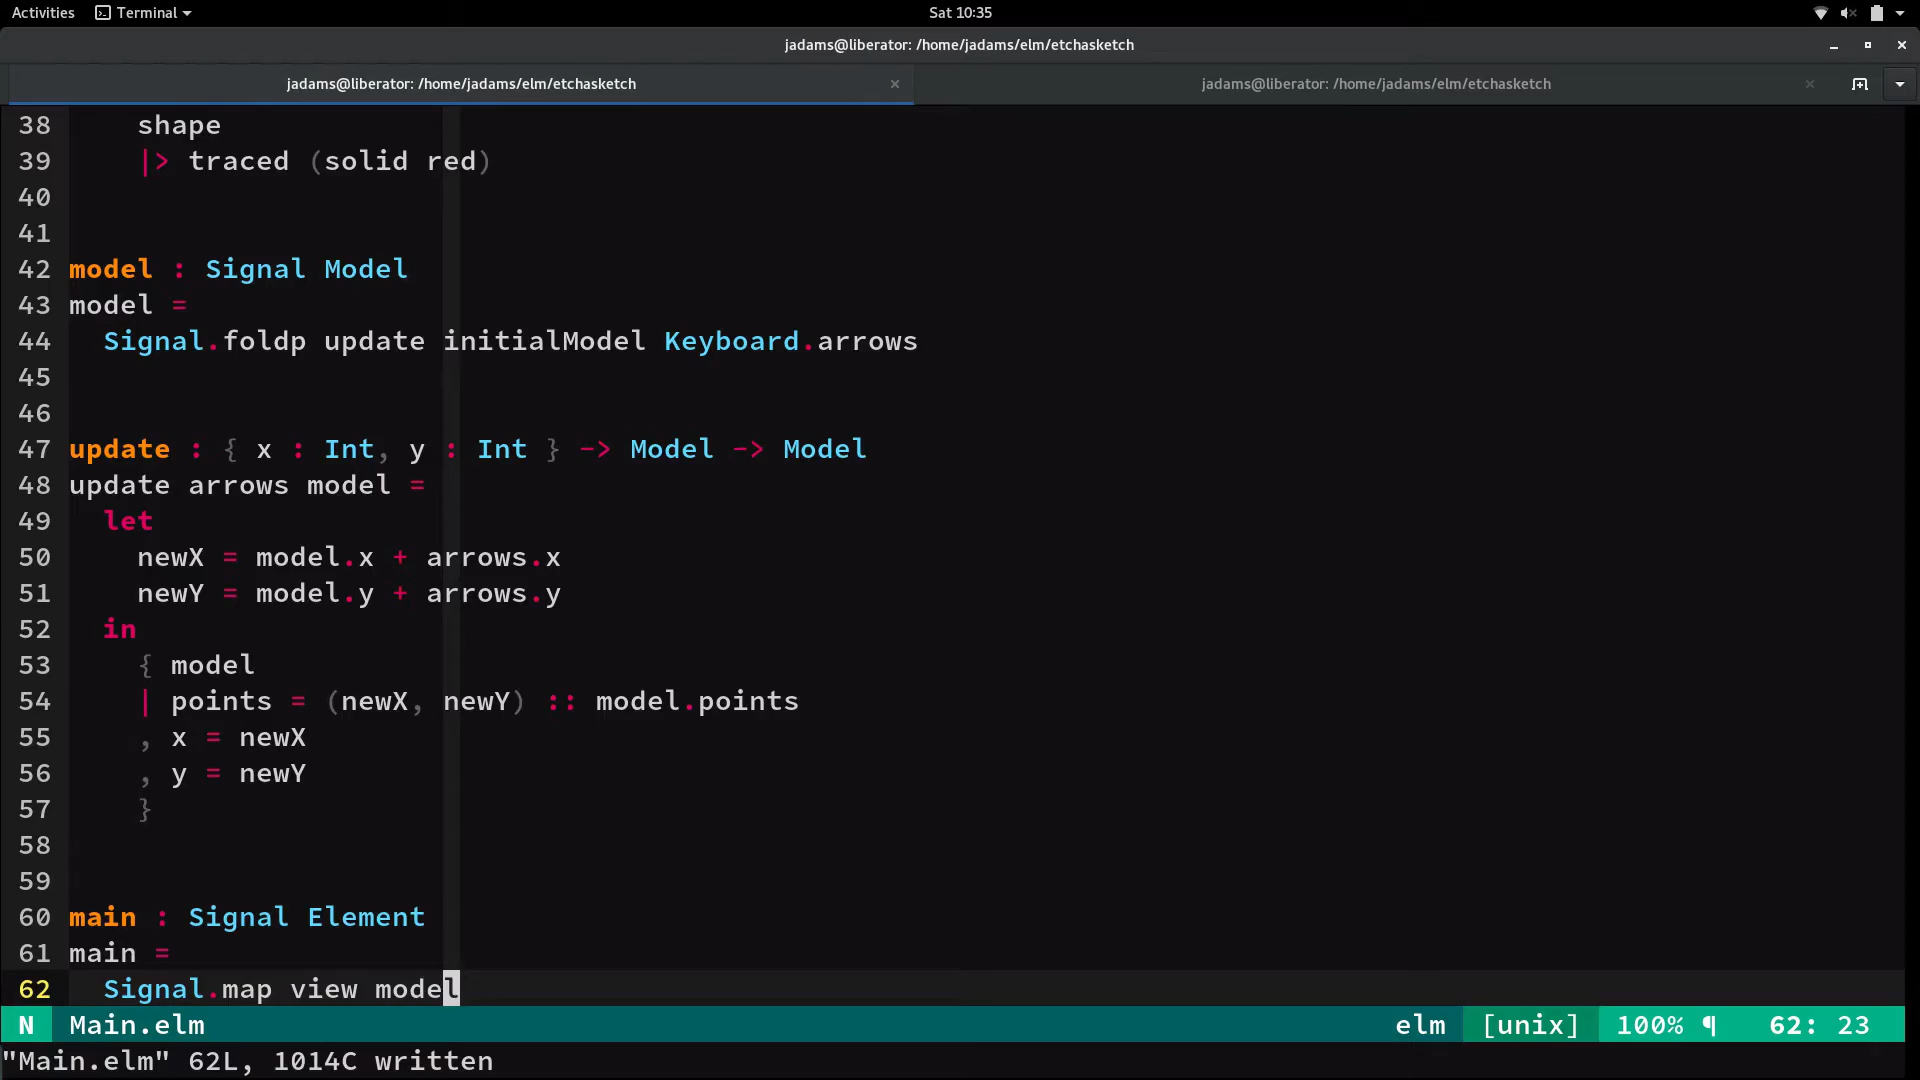 Activities Terminal Sat 10:35
jadams@liberator: /home/jadams/elm/etchasketch
jadams@liberator: /home/jadams/elm/etchasketch jadams@liberator: /home/jadams/elm/etchasketch
38     shape
39     |> traced (solid red)
40
41
42 model : Signal Model
43 model =
44   Signal.foldp update initialModel Keyboard.arrows
45
46
47 update : { x : Int, y : Int } -> Model -> Model
48 update arrows model =
49   let
50     newX = model.x + arrows.x
51     newY = model.y + arrows.y
52   in
53     { model
54     | points = (newX, newY) :: model.points
55     , x = newX
56     , y = newY
57     }
58
59
60 main : Signal Element
61 main =
62   Signal.map view model
N Main.elm elm [unix] 100% ¶ 62: 23
"Main.elm" 62L, 1014C written